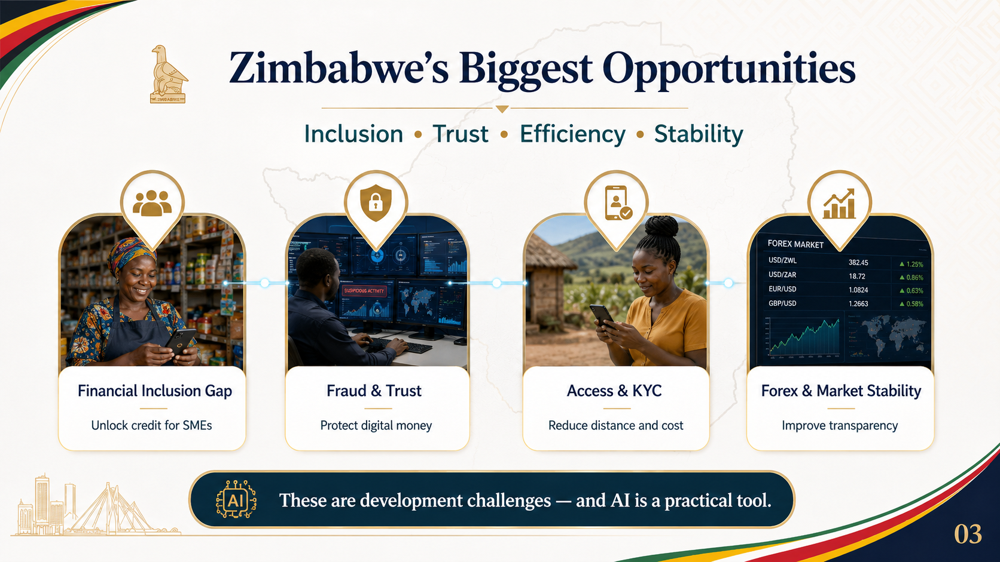 Zimbabwe's Biggest Opportunities
ZIMBABWE
Inclusion • Trust • Efficiency • Stability
SUSPICIOUS ACTIVITY
FOREX MARKET
USD/ZWL 382.45 ▲ 1.25%
USD/ZAR 18.72 ▲ 0.86%
EUR/USD 1.0824 ▲ 0.63%
GBP/USD 1.2663 ▲ 0.58%
Financial Inclusion Gap
Unlock credit for SMEs
Fraud & Trust
Protect digital money
Access & KYC
Reduce distance and cost
Forex & Market Stability
Improve transparency
AI
These are development challenges — and AI is a practical tool.
03